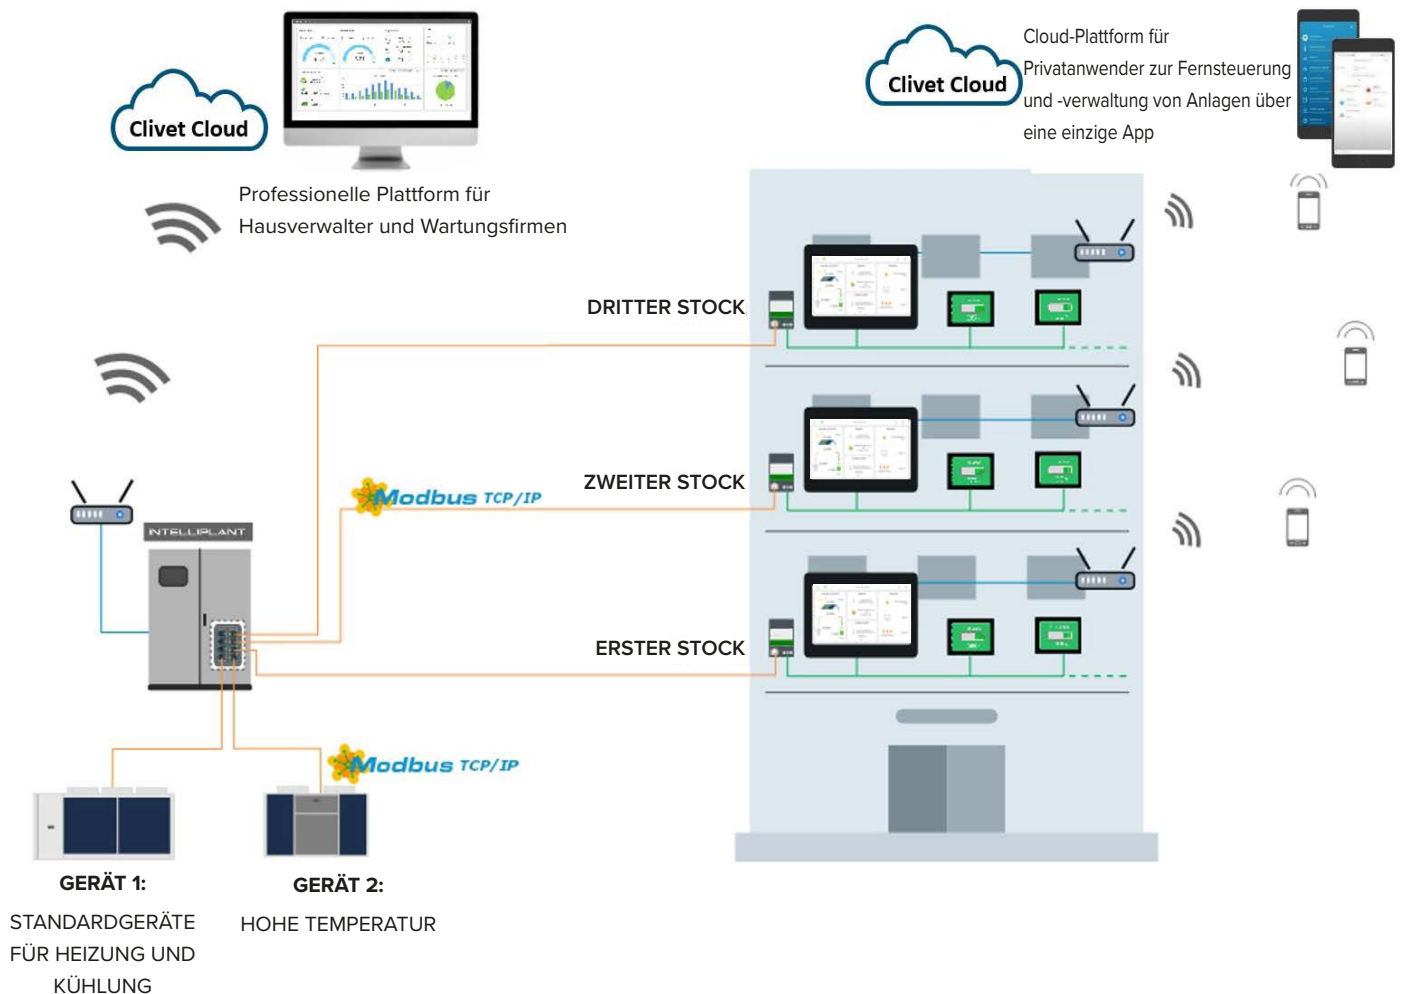 Clivet Cloud
Professionelle Plattform für
Hausverwalter und Wartungsfirmen
Clivet Cloud
Cloud-Plattform für
Privatanwender zur Fernsteuerung
und -verwaltung von Anlagen über
eine einzige App
DRITTER STOCK
ZWEITER STOCK
Modbus TCP/IP
INTELLIPLANT
ERSTER STOCK
Modbus TCP/IP
GERÄT 1:
STANDARDGERÄTE
FÜR HEIZUNG UND
KÜHLUNG
GERÄT 2:
HOHE TEMPERATUR